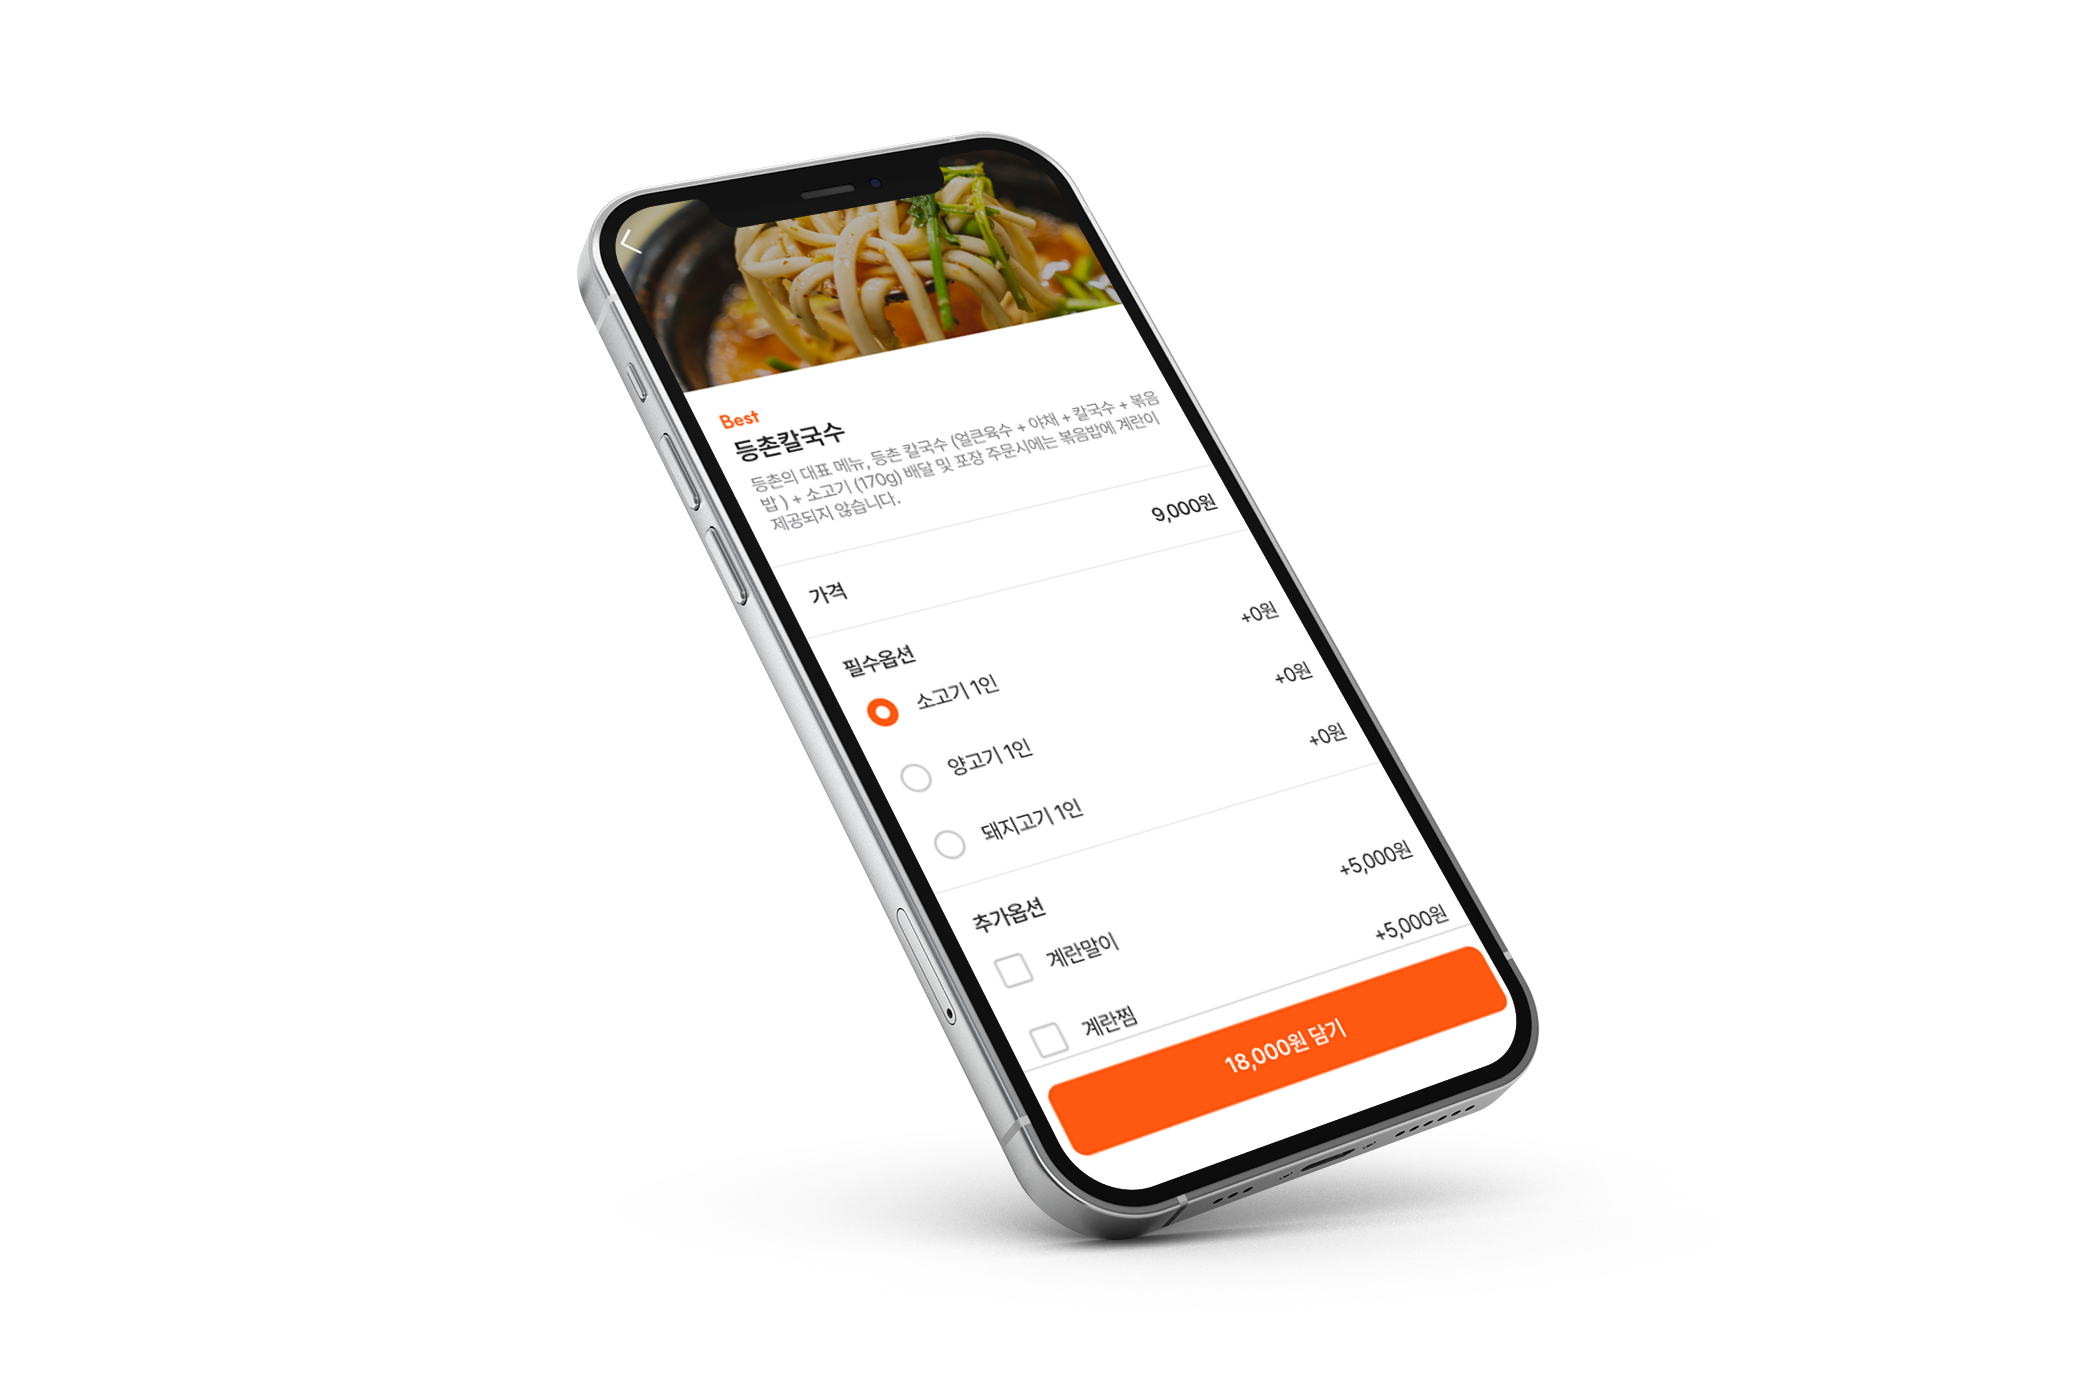 Best
등촌칼국수
등촌의 대표 메뉴, 등촌 칼국수 (얼큰육수 + 야채 + 칼국수 + 볶음
밥 ) + 소고기 (170g) 배달 및 포장 주문시에는 볶음밥에 계란이
제공되지 않습니다.
가격 9,000원
필수옵션
소고기 1인 +0원
양고기 1인 +0원
돼지고기 1인 +0원
추가옵션
계란말이 +5,000원
계란찜 +5,000원
18,000원 담기